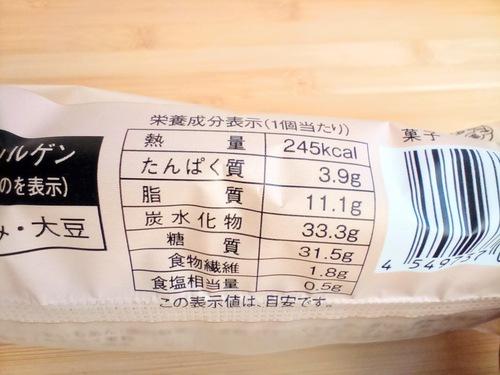 栄養成分表示(1個当たり)
熱量 245kcal
たんぱく質 3.9g
脂質 11.1g
炭水化物 33.3g
糖質 31.5g
食物繊維 1.8g
食塩相当量 0.5g
この表示値は、目安です。
ルゲン
のを表示)
・大豆
菓子
4 549957